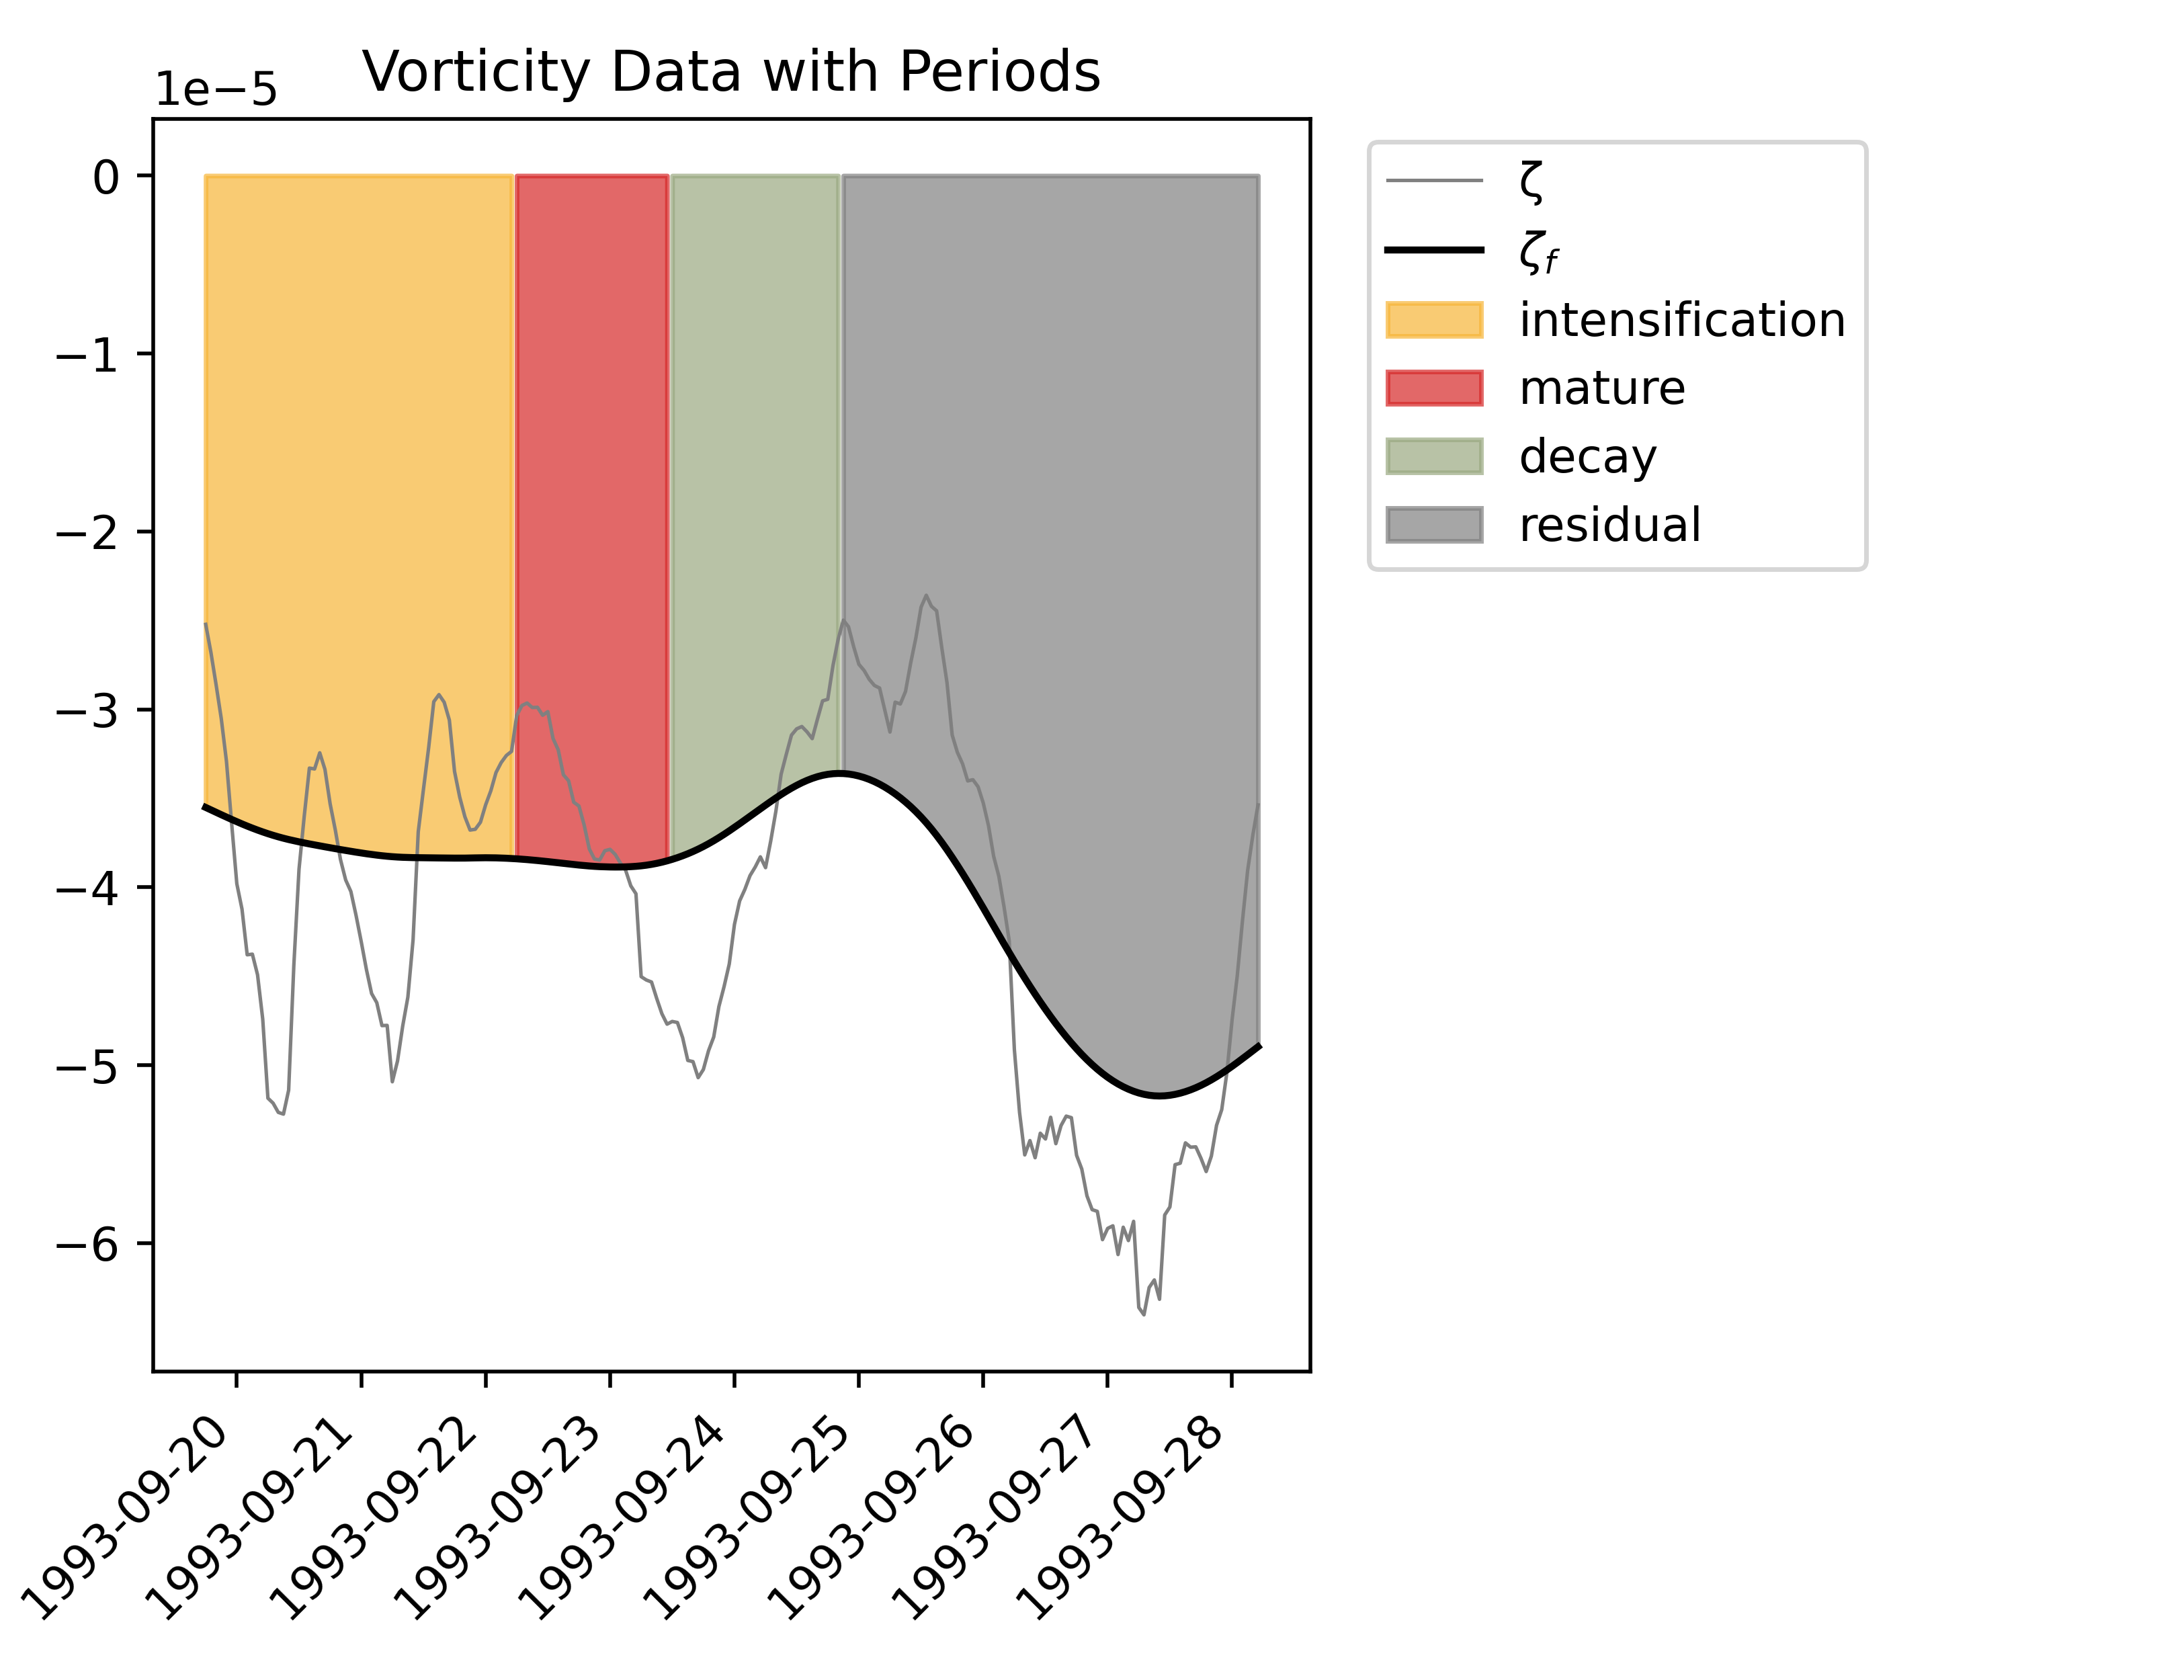 Vorticity Data with Periods
1e−5
0
−1
−2
−3
−4
−5
−6
1993-09-20
1993-09-21
1993-09-22
1993-09-23
1993-09-24
1993-09-25
1993-09-26
1993-09-27
1993-09-28
ζ
ζf
intensification
mature
decay
residual